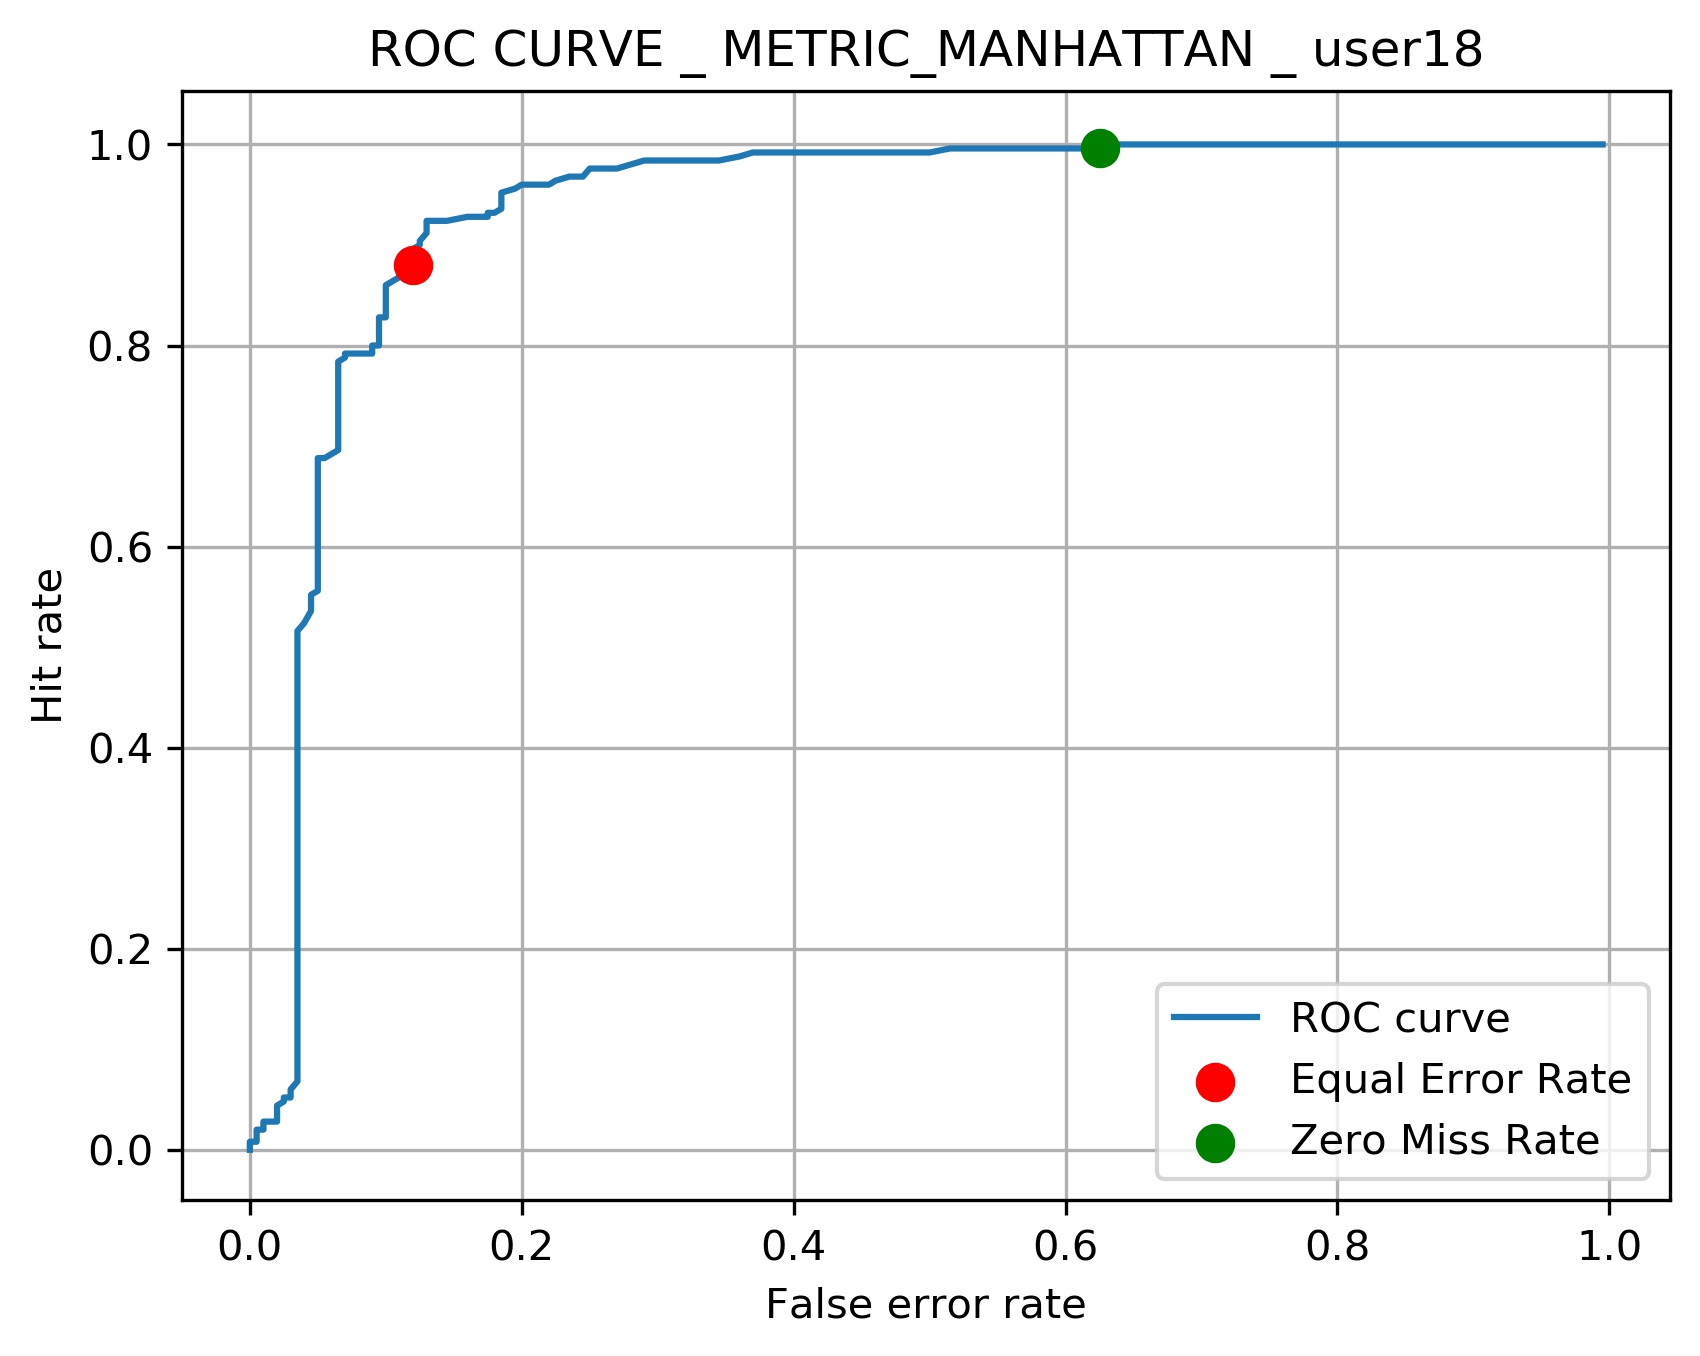 ROC CURVE _ METRIC_MANHATTAN _ user18
1.0
0.8
0.6
0.4
0.2
0.0
Hit rate
ROC curve
Equal Error Rate
Zero Miss Rate
0.0 0.2 0.4 0.6 0.8 1.0
False error rate